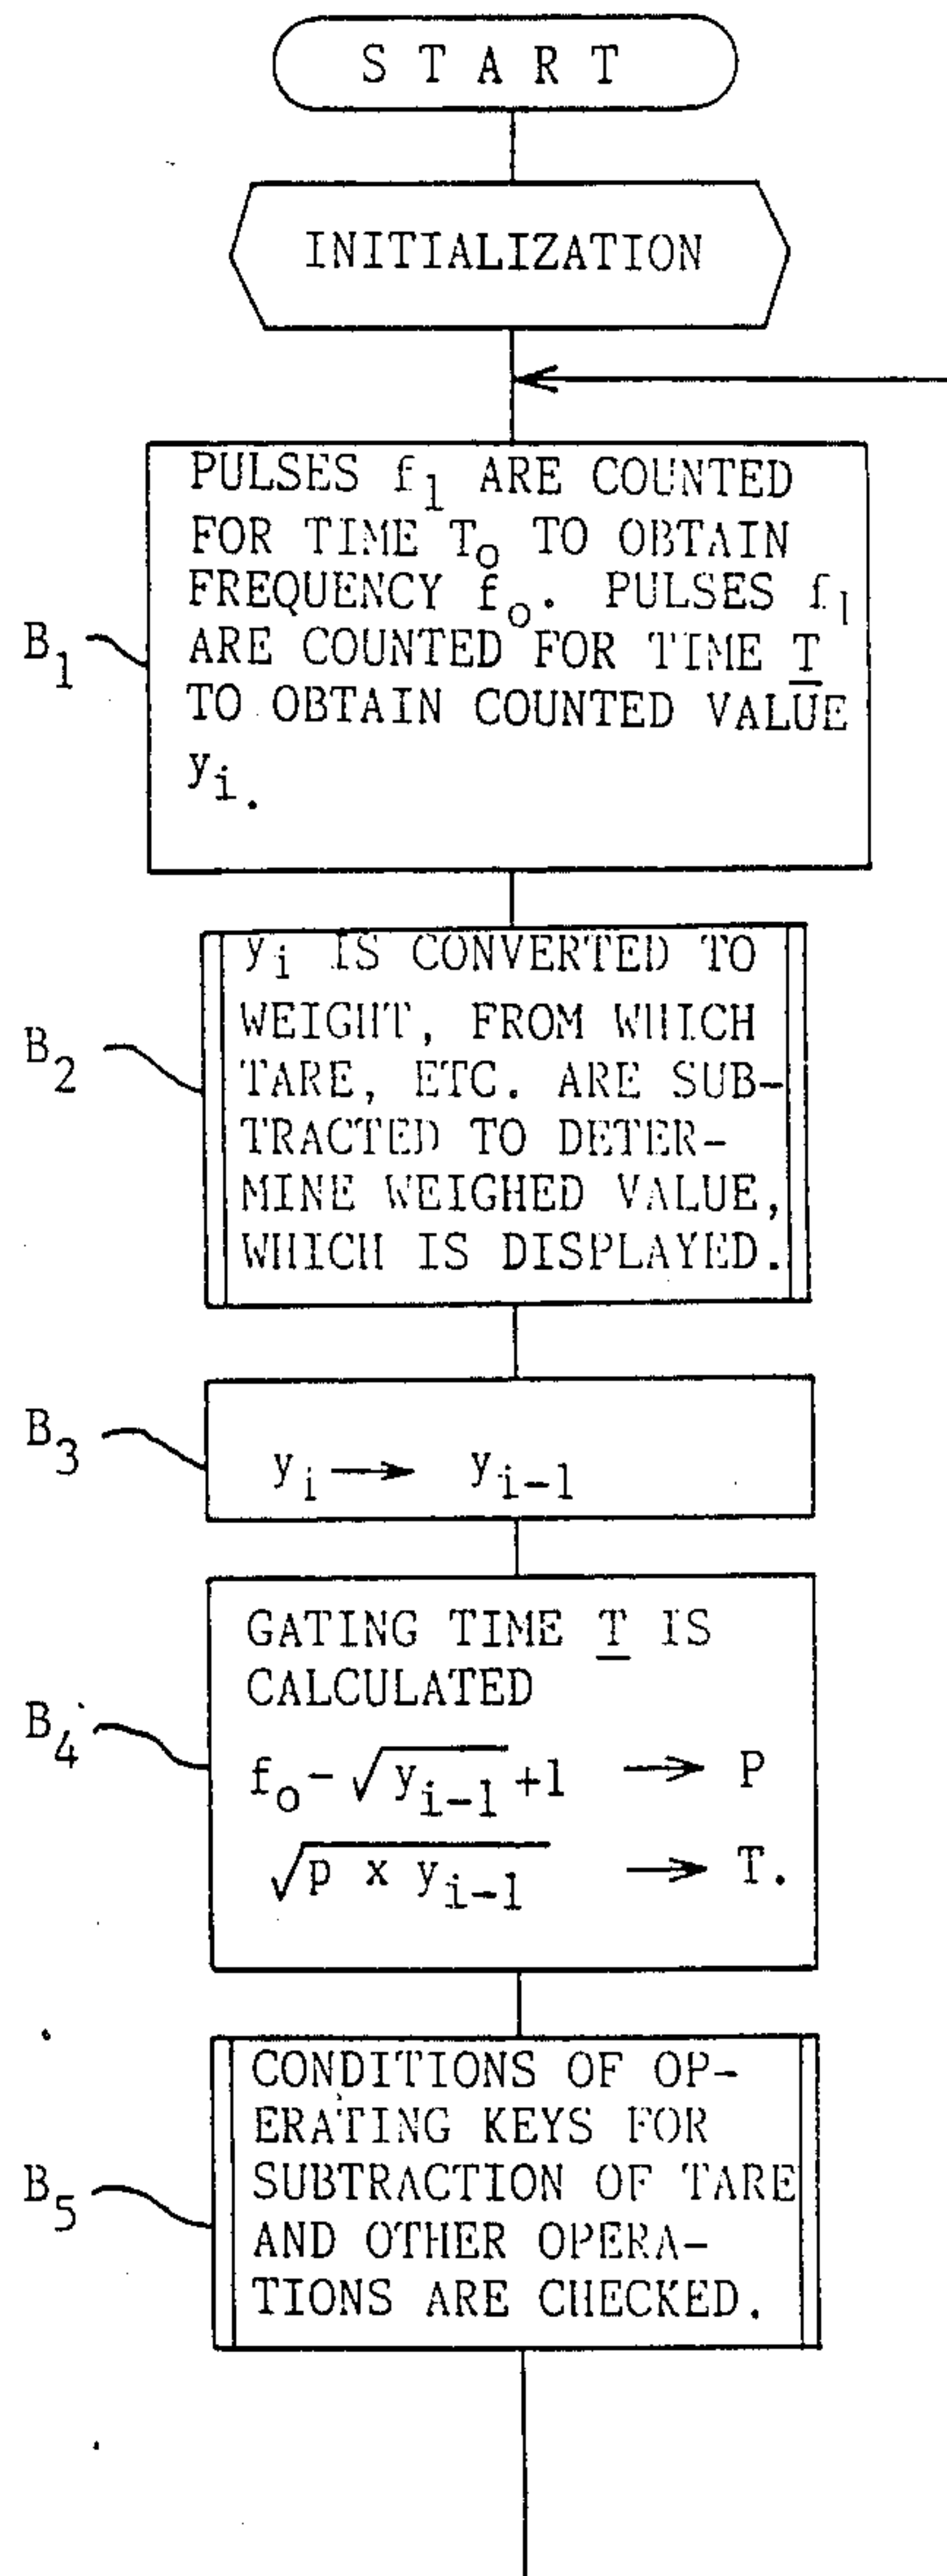 START
INITIALIZATION
PULSES f1 ARE COUNTED
FOR TIME To TO OBTAIN
FREQUENCY fo. PULSES f1
ARE COUNTED FOR TIME T
TO OBTAIN COUNTED VALUE
yi.
B1
yi IS CONVERTED TO
WEIGHT, FROM WHICH
TARE, ETC. ARE SUB-
TRACTED TO DETER-
MINE WEIGHED VALUE,
WHICH IS DISPLAYED.
B2
B3
yi → yi-1
GATING TIME T IS
CALCULATED
B4
fo-√yi-1+1 → P
√p x yi-1 → T.
CONDITIONS OF OP-
ERATING KEYS FOR
SUBTRACTION OF TARE
AND OTHER OPERA-
TIONS ARE CHECKED.
B5